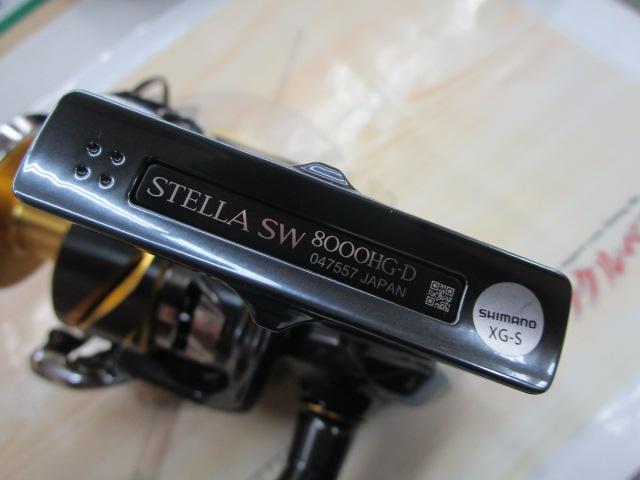 STELLA SW 8000HG-D
047557 JAPAN
SHIMANO
XG-S